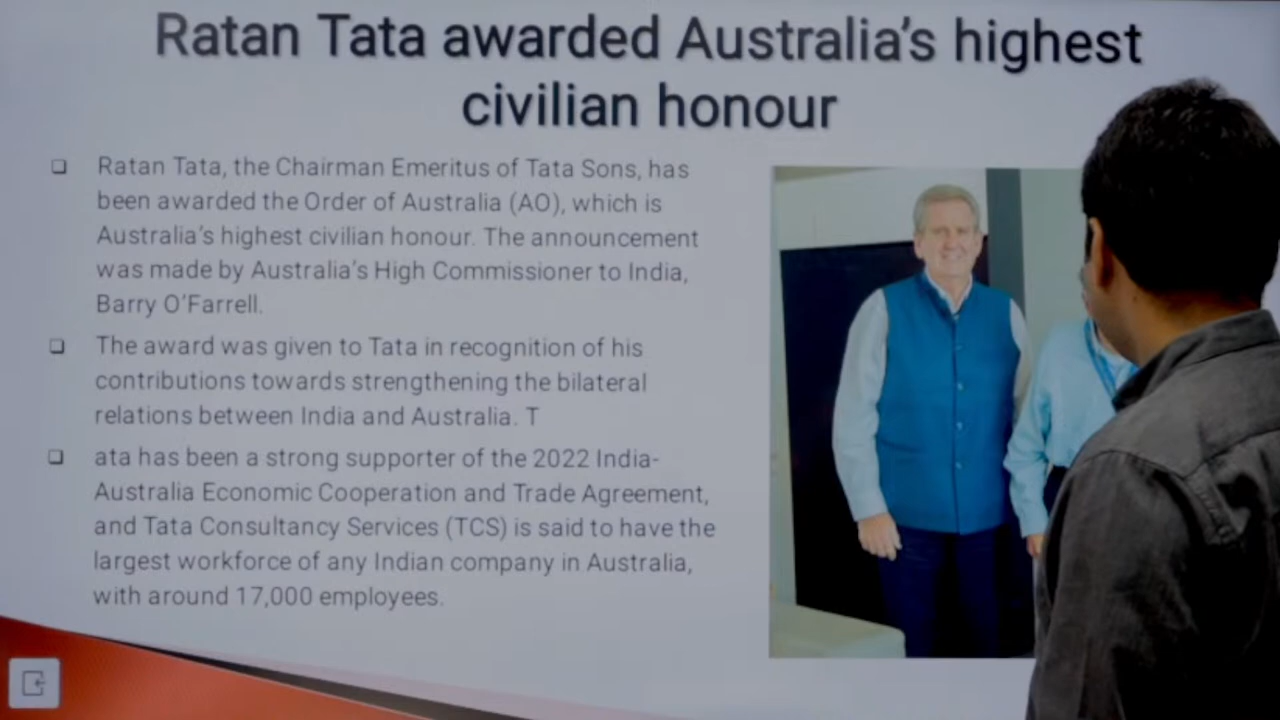 Ratan Tata awarded Australia's highest
civilian honour
Ratan Tata, the Chairman Emeritus of Tata Sons, has
been awarded the Order of Australia (AO), which is
Australia's highest civilian honour. The announcement
was made by Australia's High Commissioner to India,
Barry O'Farrell.
The award was given to Tata in recognition of his
contributions towards strengthening the bilateral
relations between India and Australia. T
ata has been a strong supporter of the 2022 India-
Australia Economic Cooperation and Trade Agreement,
and Tata Consultancy Services (TCS) is said to have the
largest workforce of any Indian company in Australia,
with around 17,000 employees.